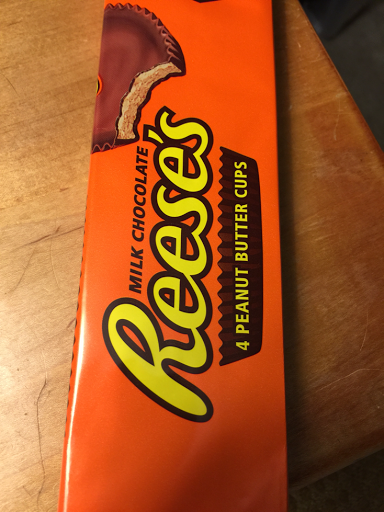 MILK CHOCOLATE
Reese's
4 PEANUT BUTTER CUPS